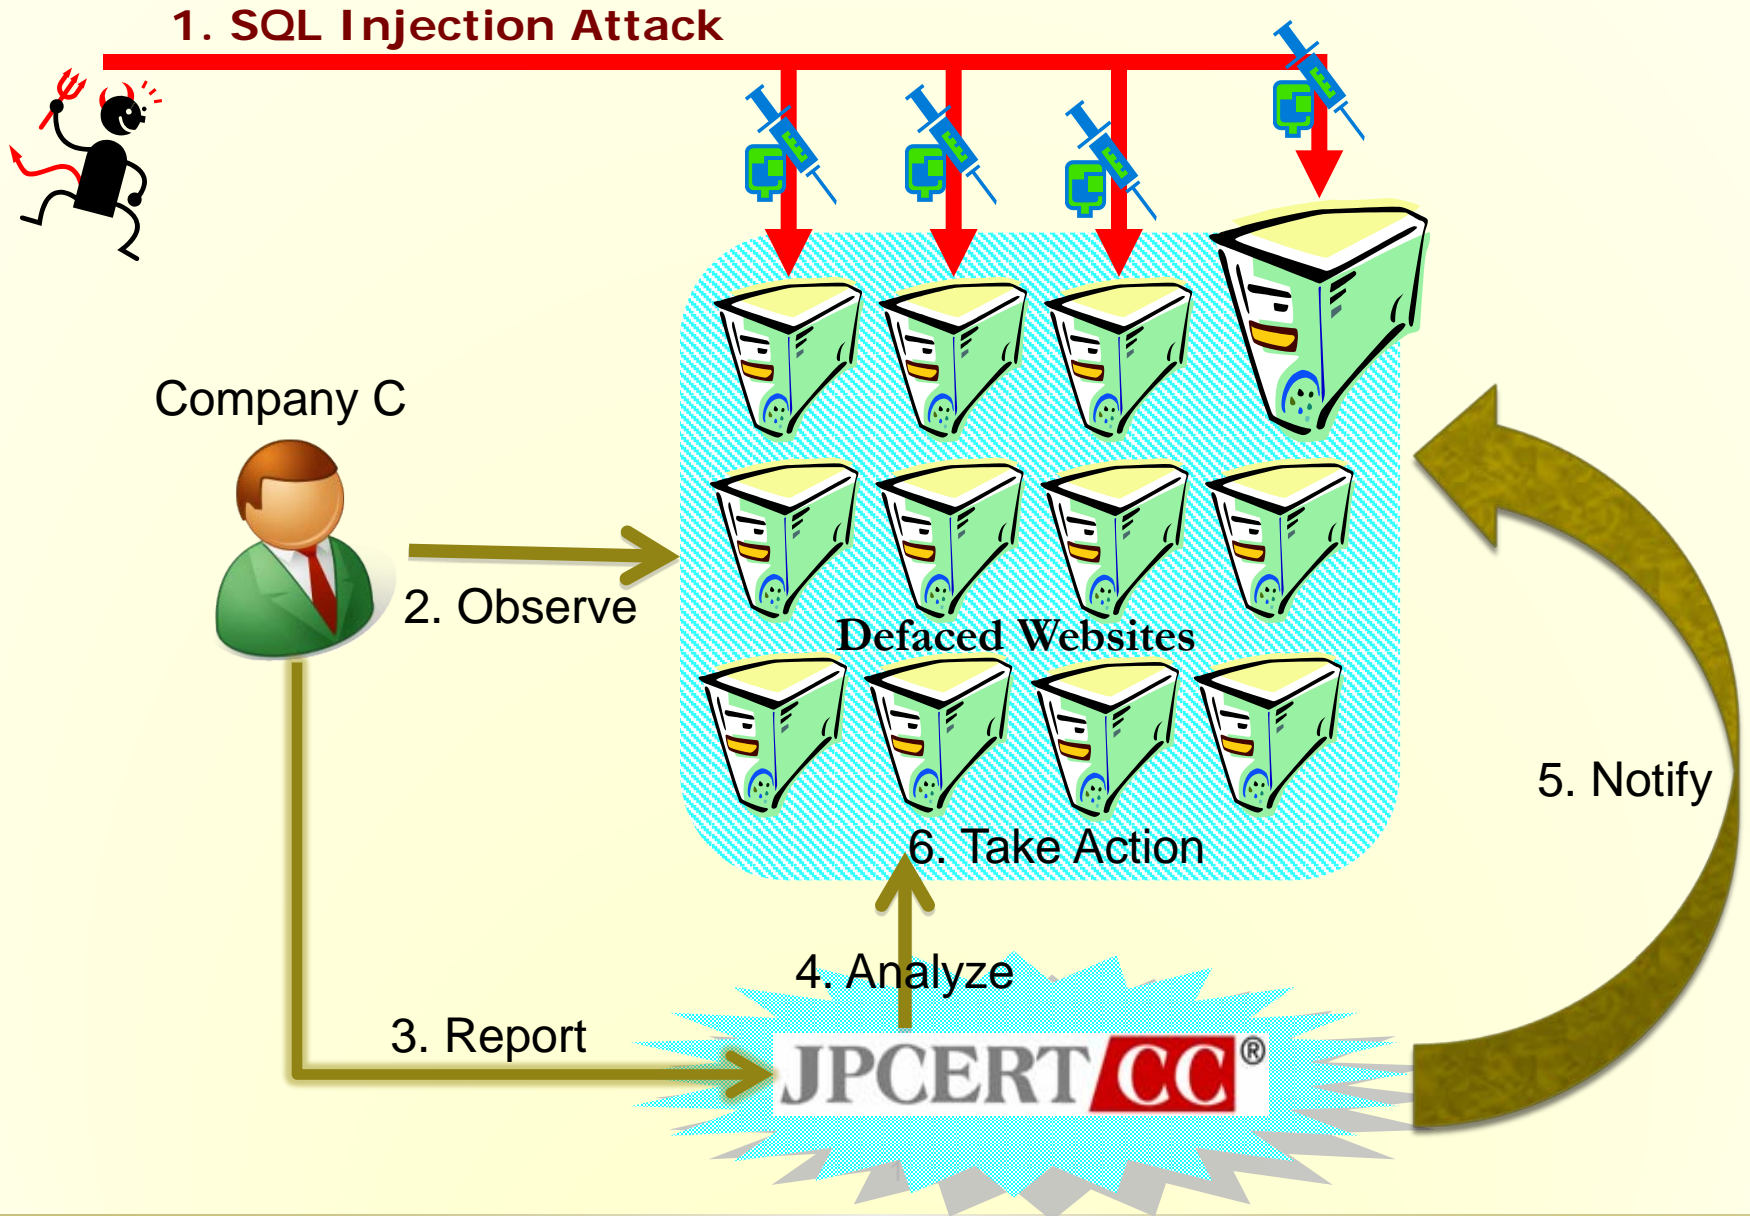 1. SQL Injection Attack
Company C
2. Observe
Defaced Websites
5. Notify
6. Take Action
4. Analyze
3. Report
JPCERT/CC®
1